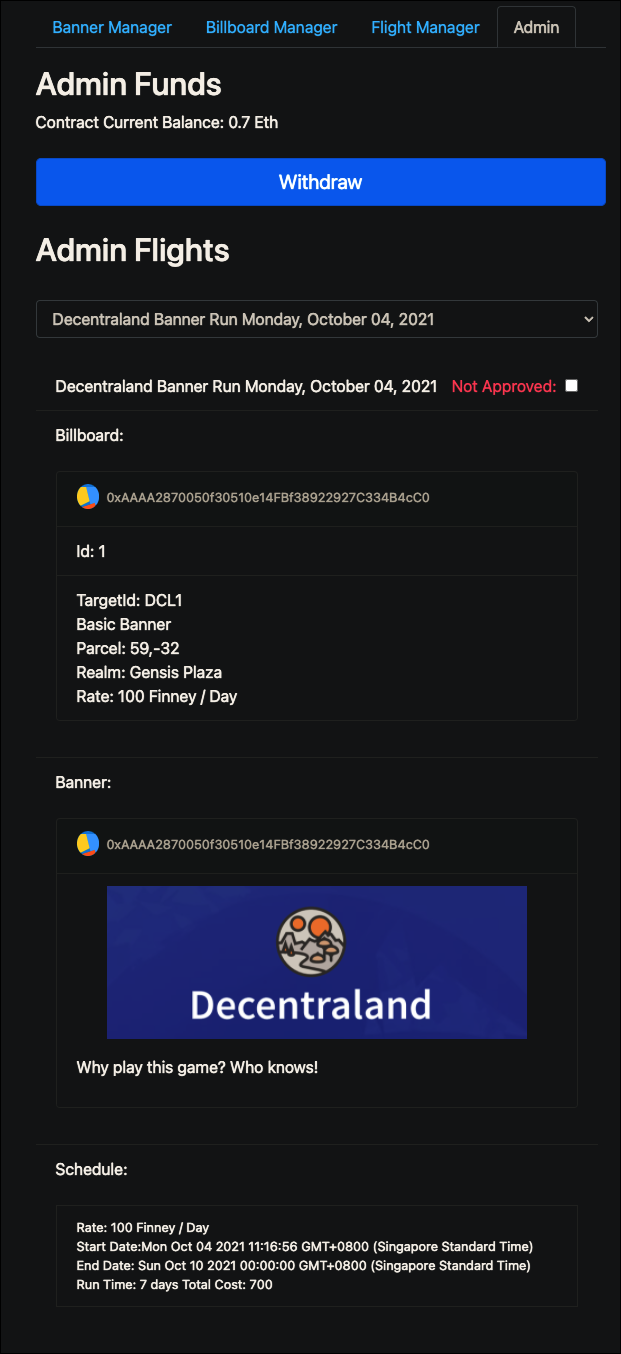 Banner Manager Billboard Manager Flight Manager Admin
Admin Funds
Contract Current Balance: 0.7 Eth
Withdraw
Admin Flights
Decentraland Banner Run Monday, October 04, 2021
Decentraland Banner Run Monday, October 04, 2021 Not Approved:
Billboard:
0xAAAA2870050f30510e14FBf38922927C334B4cC0
Id: 1
TargetId: DCL1
Basic Banner
Parcel: 59,-32
Realm: Gensis Plaza
Rate: 100 Finney / Day
Banner:
0xAAAA2870050f30510e14FBf38922927C334B4cC0
Decentraland
Why play this game? Who knows!
Schedule:
Rate: 100 Finney / Day
Start Date:Mon Oct 04 2021 11:16:56 GMT+0800 (Singapore Standard Time)
End Date: Sun Oct 10 2021 00:00:00 GMT+0800 (Singapore Standard Time)
Run Time: 7 days Total Cost: 700